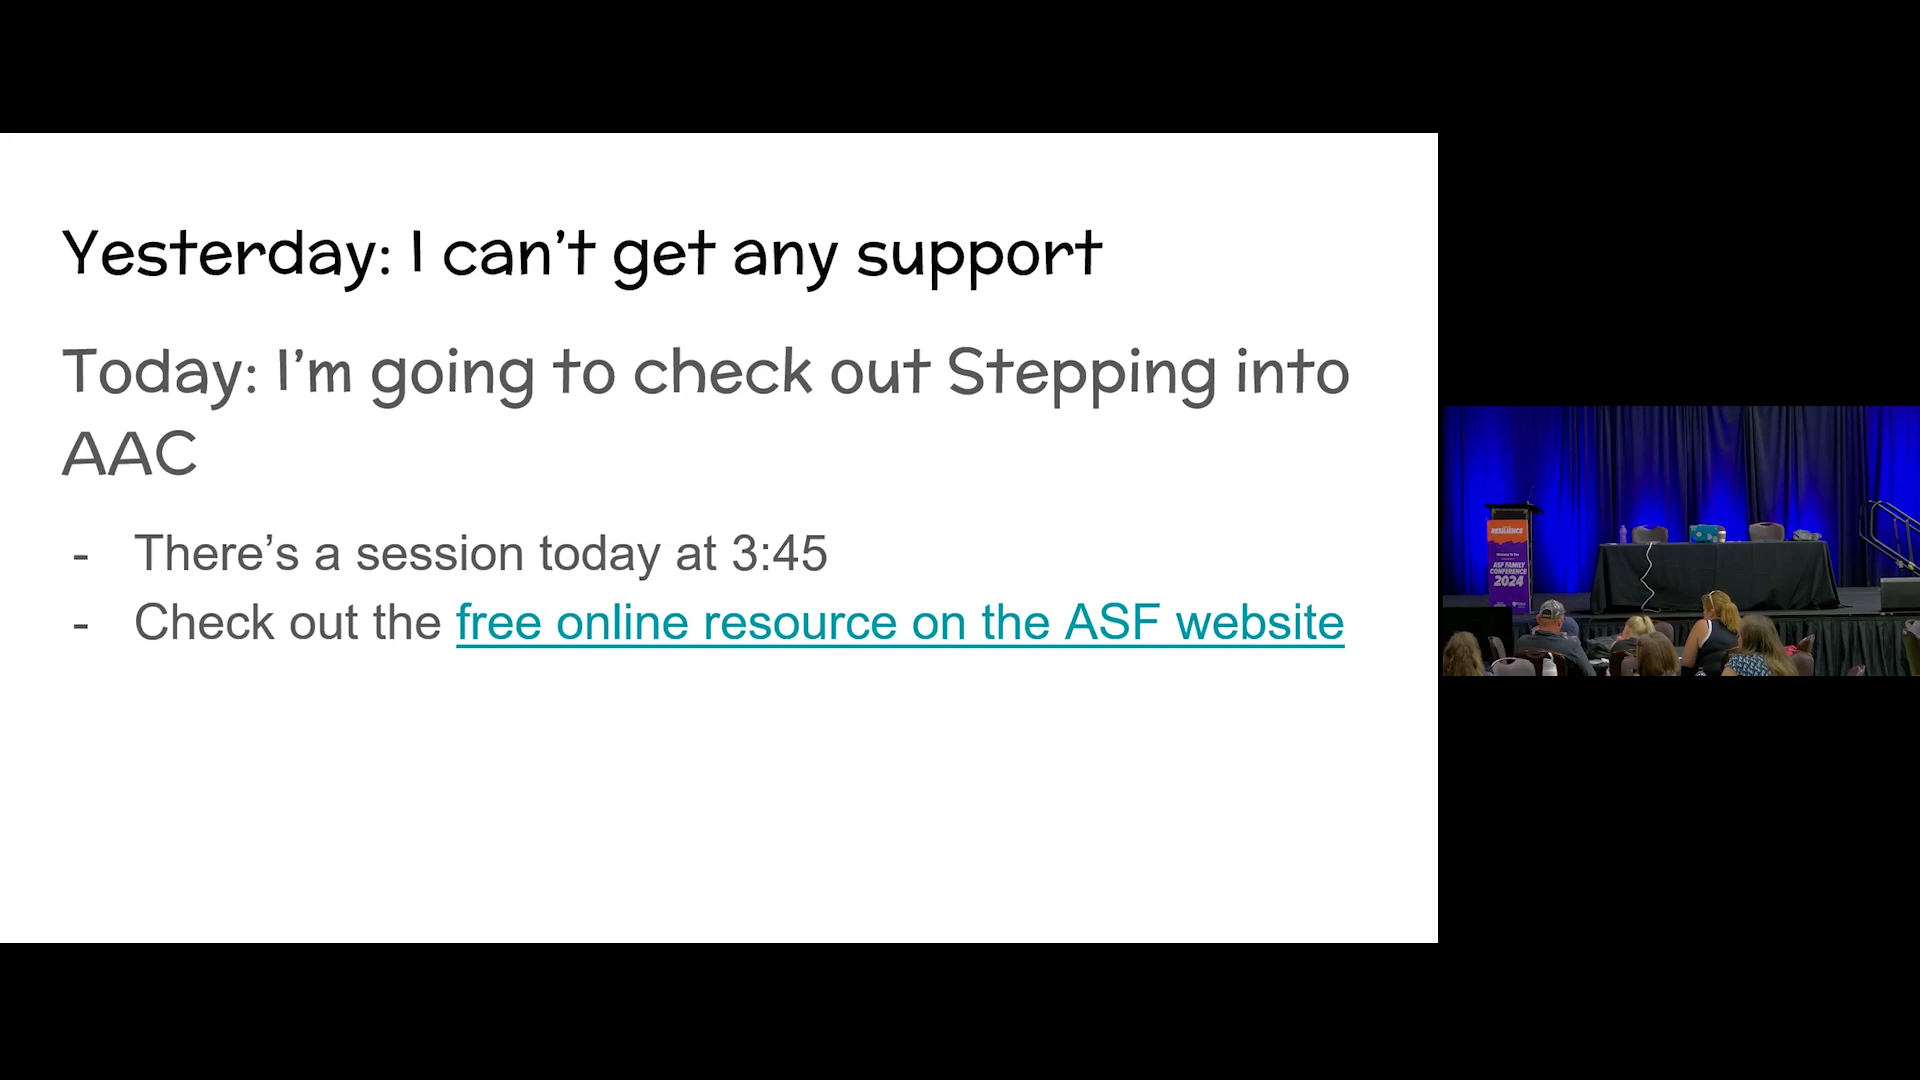 Yesterday: I can't get any support
Today: I'm going to check out Stepping into
AAC
- There's a session today at 3:45
- Check out the free online resource on the ASF website
RESILIENCE
ASF FAMILY
CONFERENCE
2024